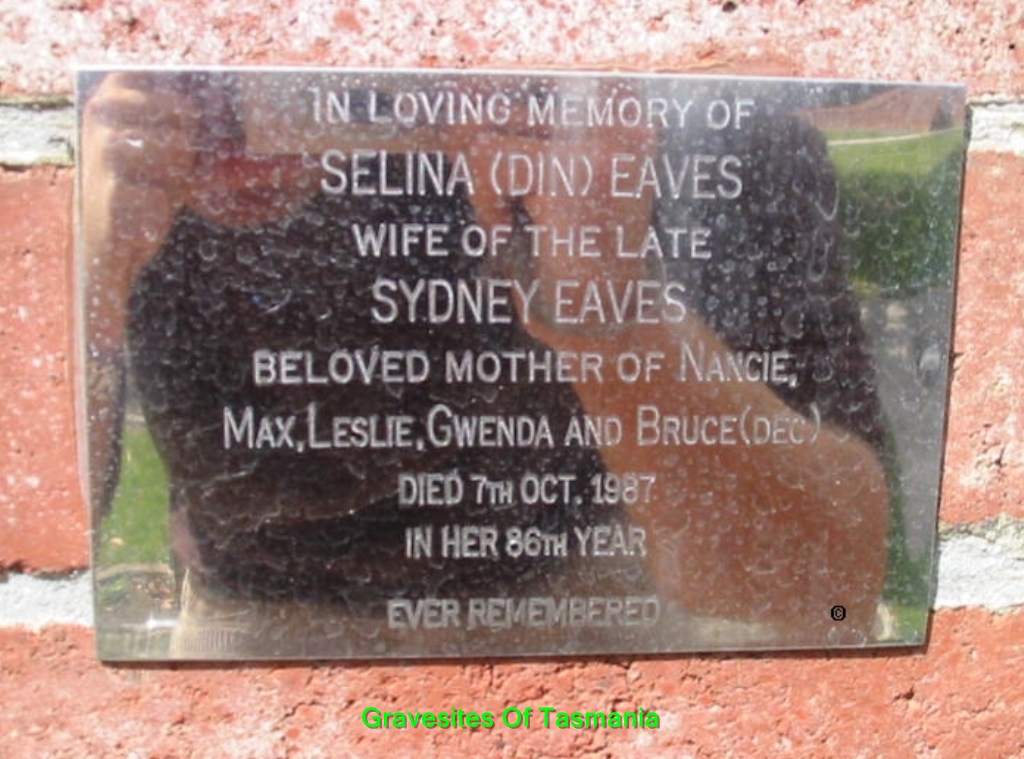 IN LOVING MEMORY OF
SELINA (DIN) EAVES
WIFE OF THE LATE
SYDNEY EAVES
BELOVED MOTHER OF NANCIE,
MAX, LESLIE, GWENDA AND BRUCE (DEC)
DIED 7TH OCT. 1987
IN HER 86TH YEAR
EVER REMEMBERED
©
Gravesites Of Tasmania